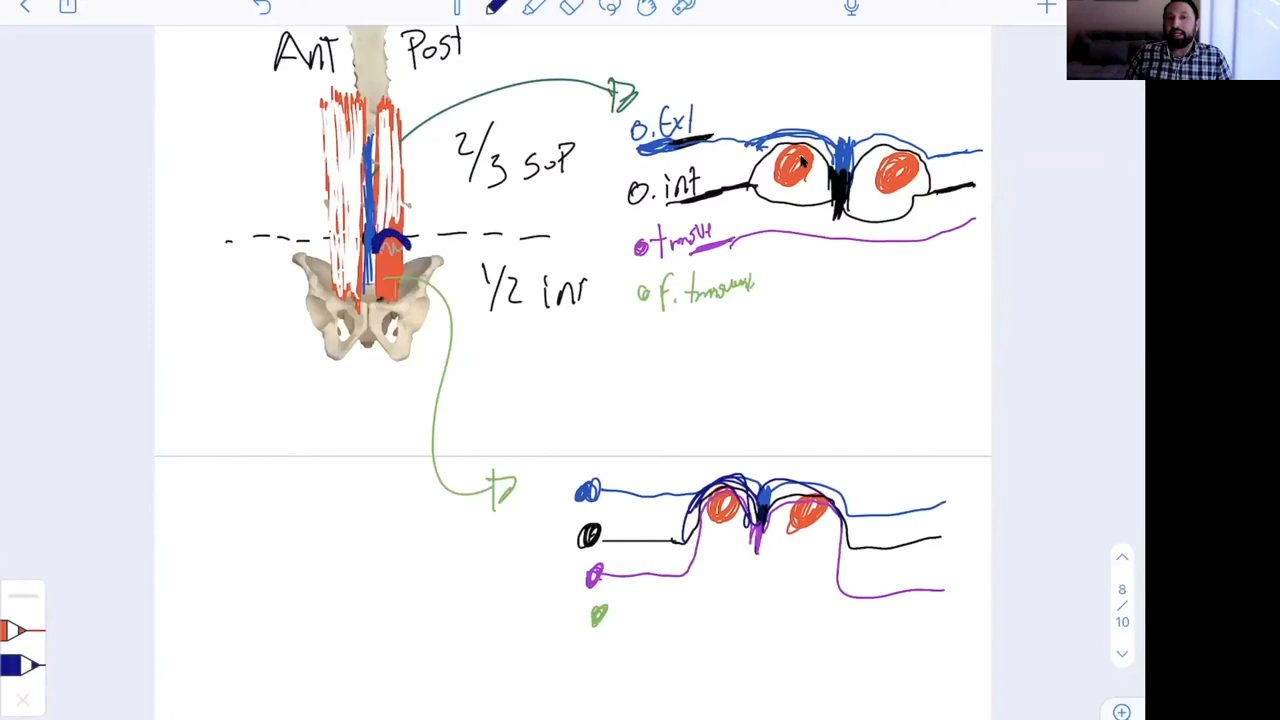 Ant Post
2/3 sup
O. Ext
O. int
1/2 inf
8
/
10